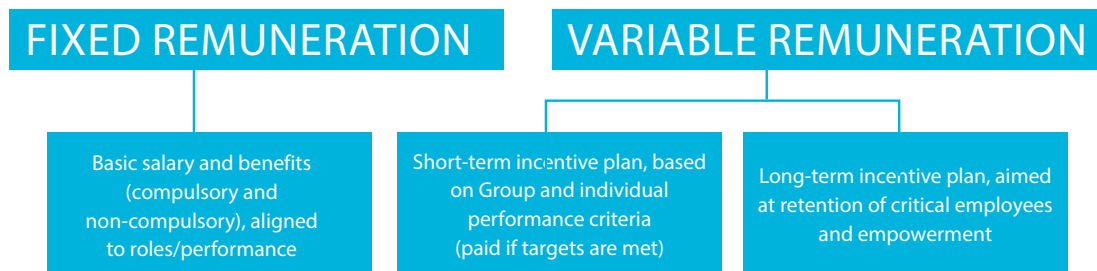 FIXED REMUNERATION
VARIABLE REMUNERATION
Basic salary and benefits
(compulsory and
non-compulsory), aligned
to roles/performance
Short-term incentive plan, based
on Group and individual
performance criteria
(paid if targets are met)
Long-term incentive plan, aimed
at retention of critical employees
and empowerment